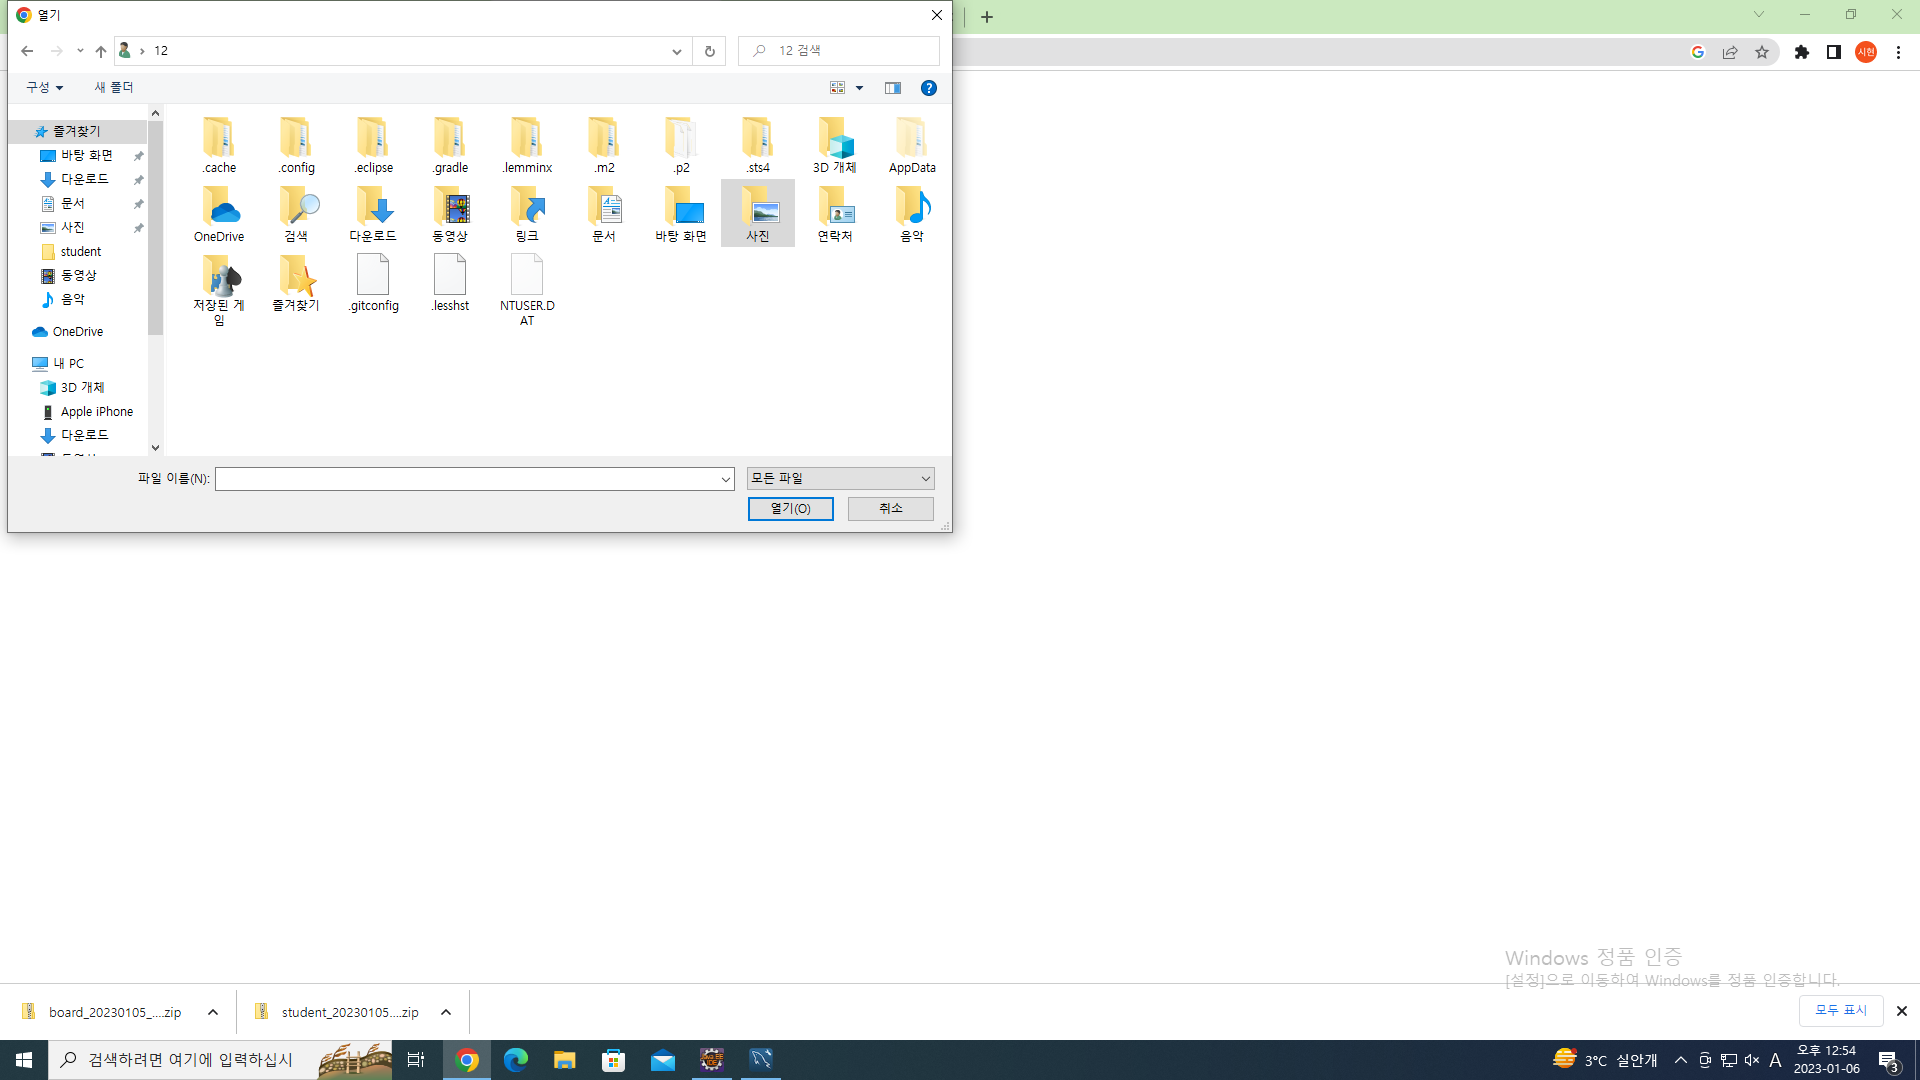 열기
12
12 검색
시현
구성
새 폴더
즐겨찾기
바탕 화면
다운로드
문서
사진
student
동영상
음악
OneDrive
내 PC
3D 개체
Apple iPhone
다운로드
.cache
.config
.eclipse
.gradle
.lemminx
.m2
.p2
.sts4
3D 개체
AppData
OneDrive
검색
다운로드
동영상
링크
문서
바탕 화면
사진
연락처
음악
저장된 게
임
즐겨찾기
.gitconfig
.lesshst
NTUSER.D
AT
파일 이름(N):
모든 파일
열기(O)
취소
Windows 정품 인증
[설정]으로 이동하여 Windows를 정품 인증합니다.
board_20230105_....zip
student_20230105....zip
모두 표시
검색하려면 여기에 입력하십시
Java EE
IDE
3°C 실안개
A
오후 12:54
2023-01-06
3